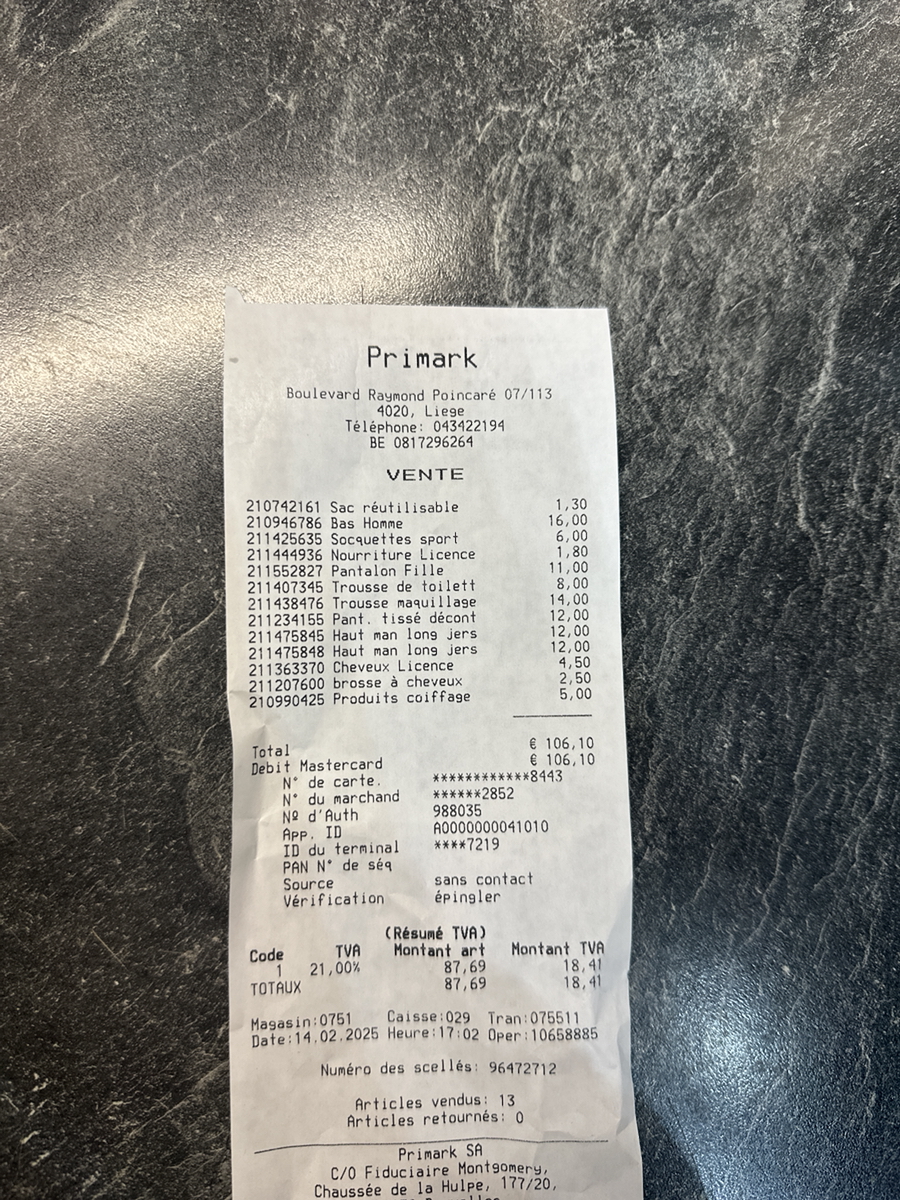 Primark
Boulevard Raymond Poincaré 07/113
4020, Liege
Téléphone: 043422194
BE 0817296264
VENTE
210742161 Sac réutilisable 1,30
210946786 Bas Homme 16,00
211425635 Socquettes sport 6,00
211444936 Nourriture Licence 1,80
211552827 Pantalon Fille 11,00
211407345 Trousse de toilett 8,00
211438476 Trousse maquillage 14,00
211234155 Pant. tissé décont 12,00
211475845 Haut man long jers 12,00
211475848 Haut man long jers 12,00
211363370 Cheveux Licence 4,50
211207600 brosse à cheveux 2,50
210990425 Produits coiffage 5,00
Total € 106,10
Debit Mastercard € 106,10
N° de carte. ************8443
N° du marchand ******2852
Nº d'Auth 988035
App. ID A0000000041010
ID du terminal ****7219
PAN N° de séq
Source sans contact
Vérification épingler
(Résumé TVA)
Code TVA Montant art Montant TVA
1 21,00% 87,69 18,41
TOTAUX 87,69 18,41
Magasin:0751 Caisse:029 Tran:075511
Date:14.02.2025 Heure:17:02 Oper:10658885
Numéro des scellés: 96472712
Articles vendus: 13
Articles retournés: 0
Primark SA
C/O Fiduciaire Montgomery,
Chaussée de la Hulpe, 177/20,